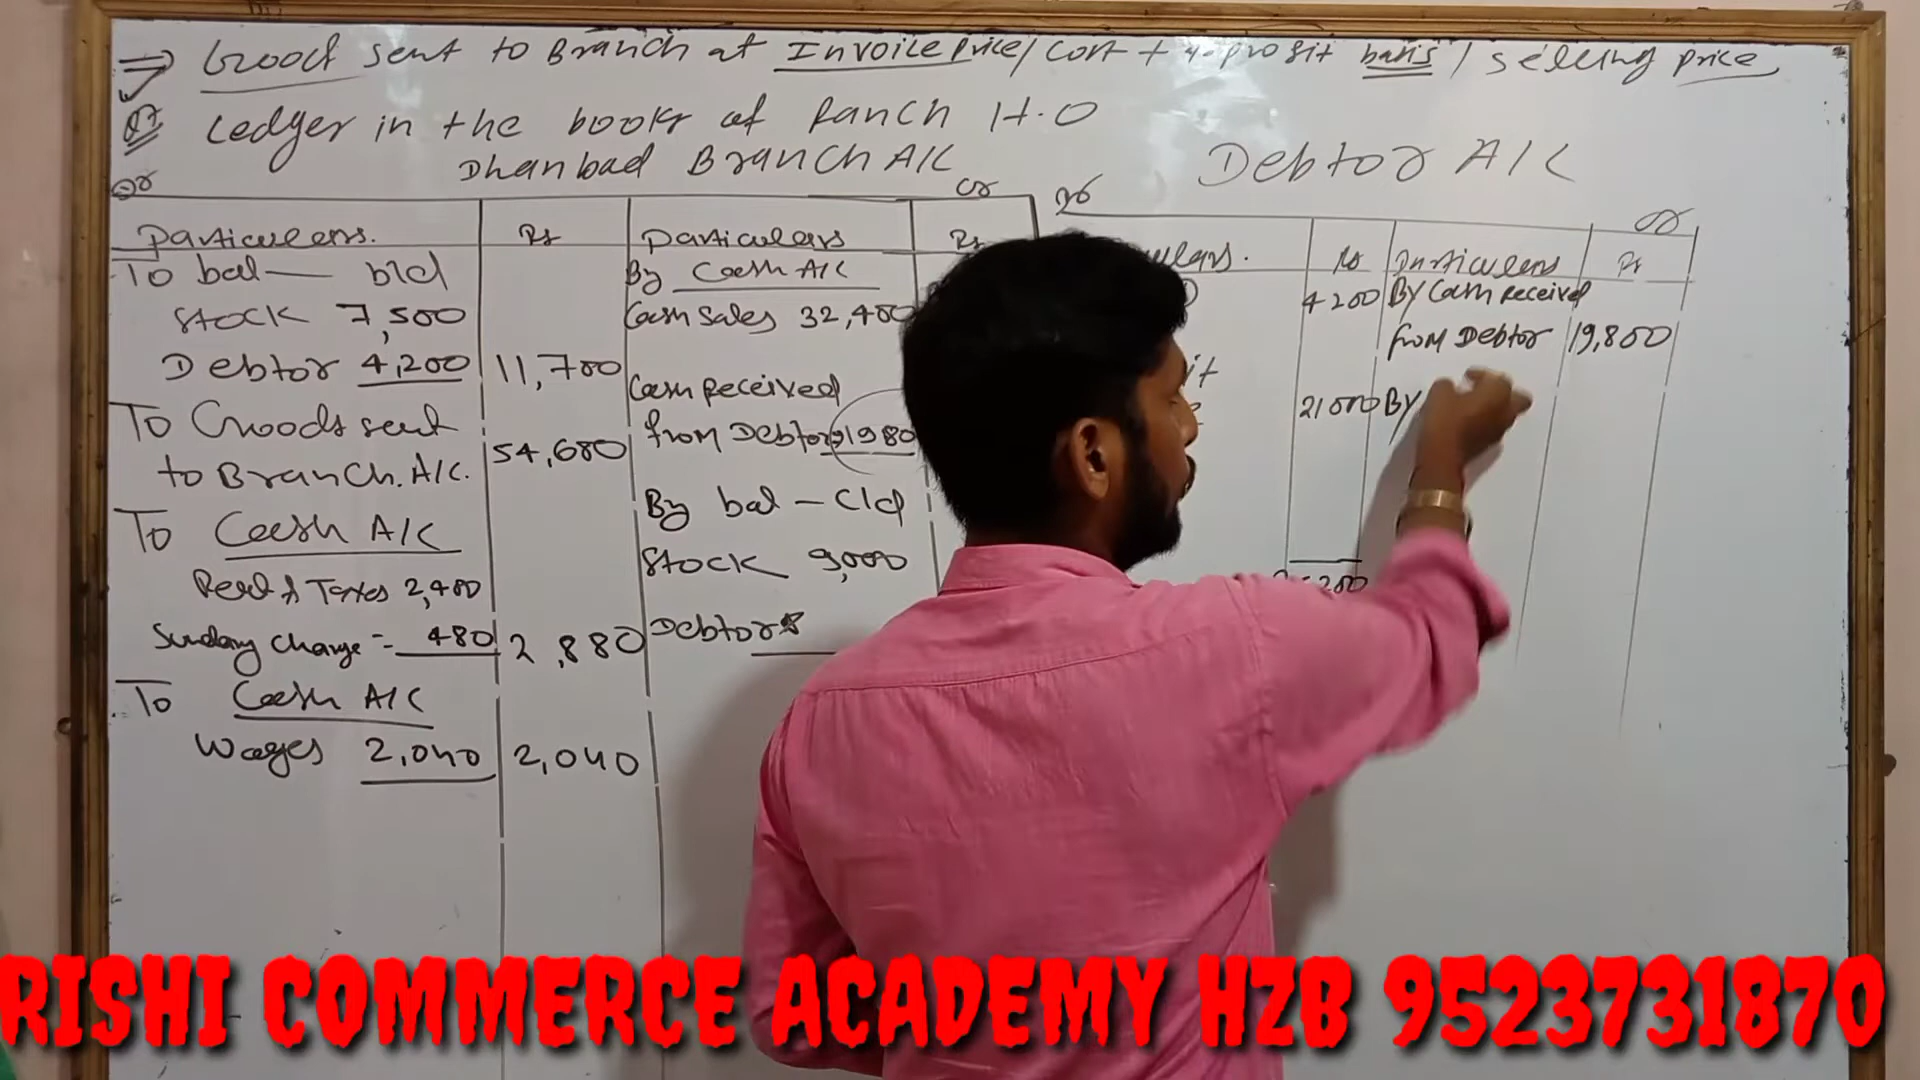 ⇒ Good sent to Branch at Invoice price/cost + % profit basis / selling price
Q1 Ledger in the books of Ranch H.O
Dhanbad Branch A/C
Dr
Cr
Particulars.
Rs
particulars
Rs
To bal — b/d
Stock 7,500
Debtor 4,200 11,700
To Goods sent
to Branch. A/C. 54,600
To Cash A/C
Rent & Taxes 2,400
Sundry charge = 480 2,880
To Cash A/C
Wages 2,040 2,040
By Cash A/C
Cash sales 32,400
Cash received
from Debtors 1980
By bal — c/d
Stock 9,000
Debtors
Debtor A/C
Dr
Cr
Rs
particulars
Rs
4200 By Cash received
from Debtor 19,800
21000 By
RISHI COMMERCE ACADEMY HZB 9523731870